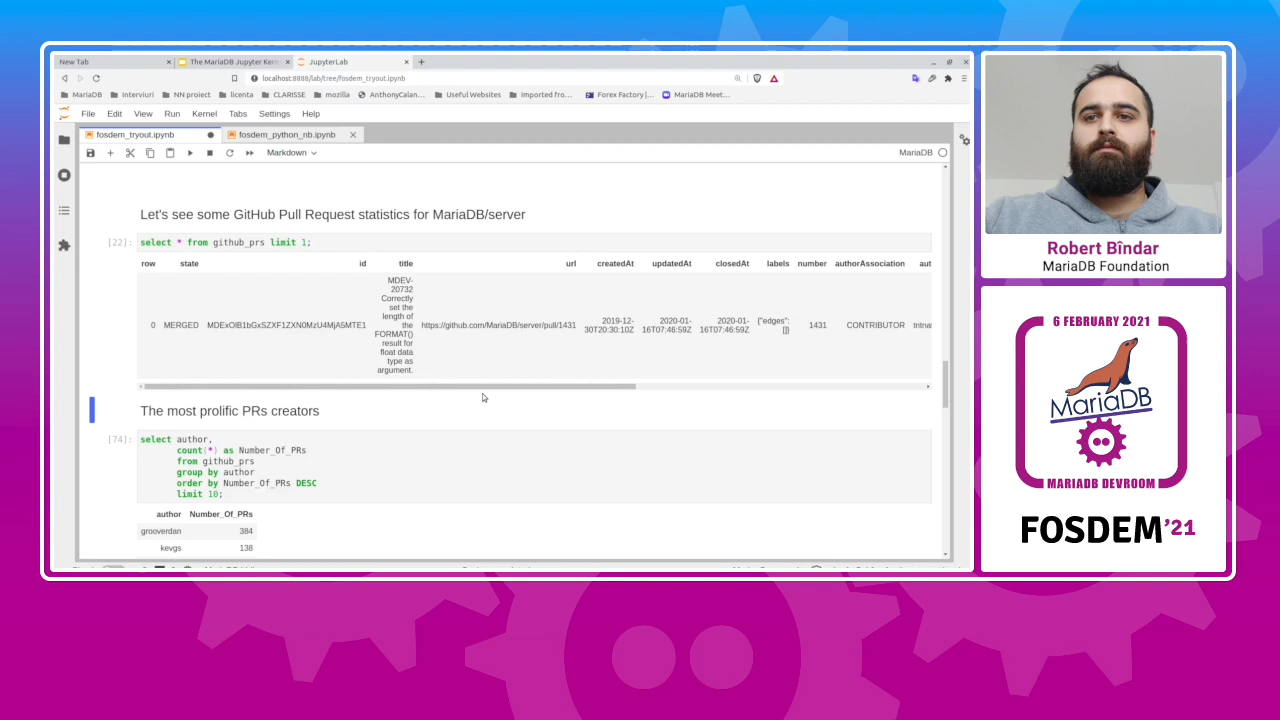 New Tab
The MariaDB Jupyter Kern
JupyterLab
localhost:8888/lab/tree/fosdem_tryout.ipynb
MariaDB
Interviuri
NN proiect
licenta
CLARISSE
mozilla
AnthonyCalan...
Useful Websites
Imported fro...
Forex Factory |...
MariaDB Meet...
File Edit View Run Kernel Tabs Settings Help
fosdem_tryout.ipynb
fosdem_python_nb.ipynb
Markdown
MariaDB
Let's see some GitHub Pull Request statistics for MariaDB/server
[22]: select * from github_prs limit 1;
row state id title url createdAt updatedAt closedAt labels number authorAssociation aut
MDEV-
20732
Correctly
set the
length of
the
FORMAT()
result for
float data
type as
argument.
0 MERGED https://github.com/MariaDB/server/pull/1431
2019-12-
30T20:30:10Z
2020-01-
16T07:46:59Z
2020-01-
16T07:46:59Z
{"edges":
[]}
1431 CONTRIBUTOR
The most prolific PRs creators
[74]: select author,
count(*) as Number_Of_PRs
from github_prs
group by author
order by Number_Of_PRs DESC
limit 10;
author Number_Of_PRs
grooverdan 384
kevgs 138
Robert Bîndar
MariaDB Foundation
6 FEBRUARY 2021
MariaDB
MARIADB DEVROOM
FOSDEM'21